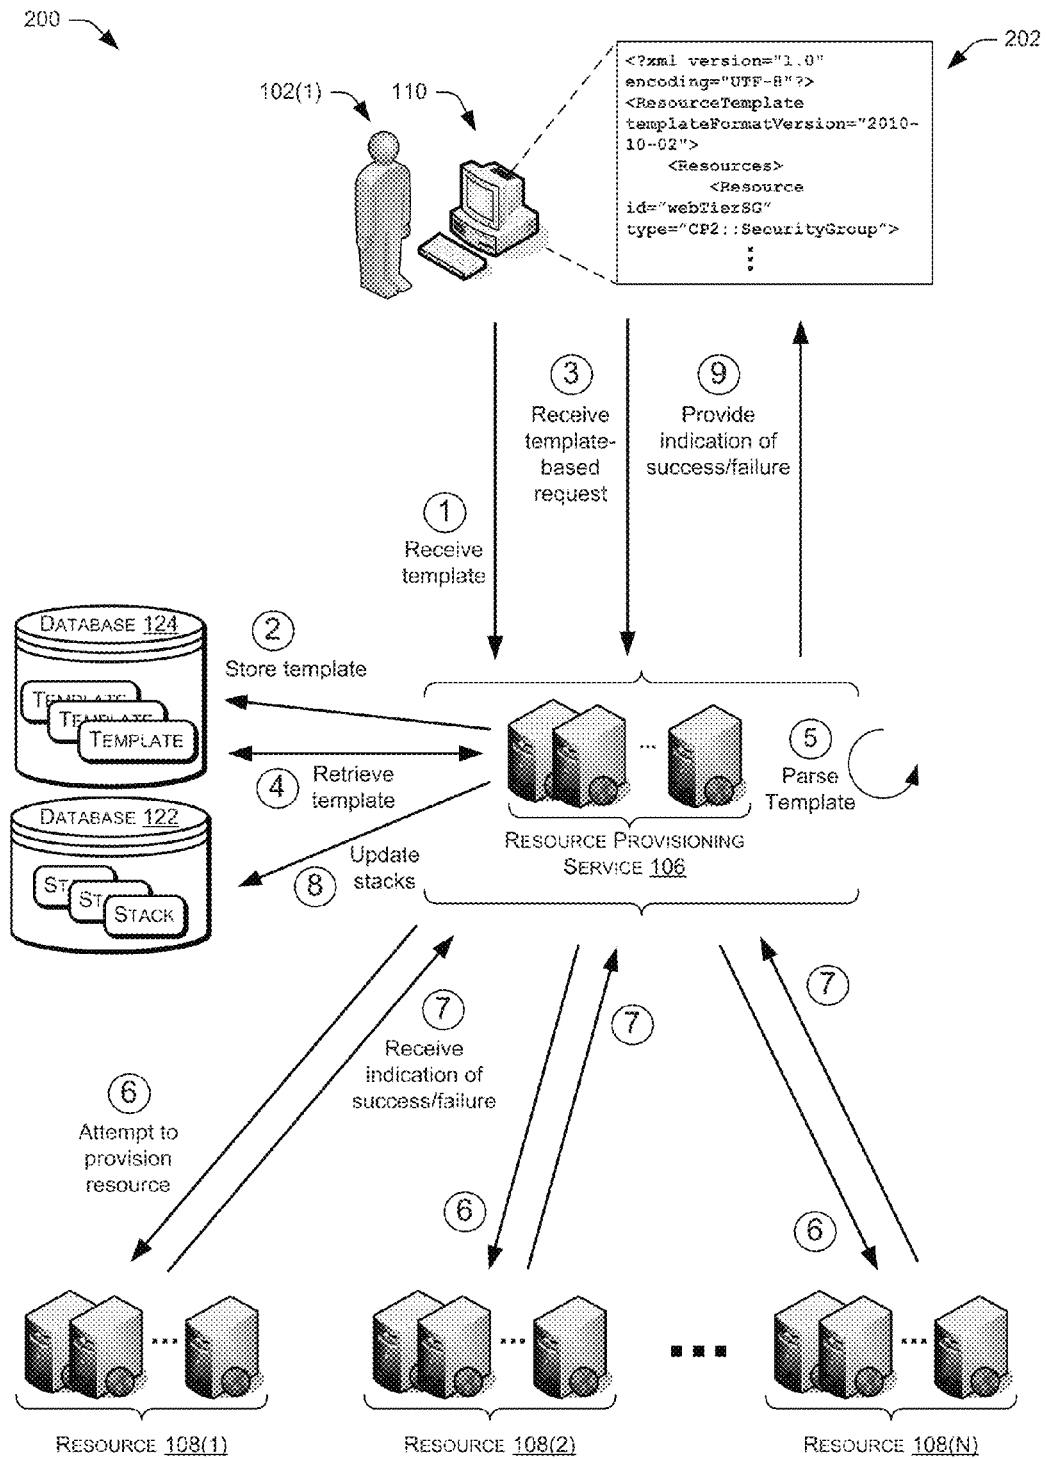 200
202
<?xml version="1.0"
encoding="UTF-8"?>
<ResourceTemplate
templateFormatVersion="2010-
10-02">
<Resources>
<Resource
id="webTierSG"
type="CP2::SecurityGroup">
102(1)
110
3
Receive
template-
based
request
9
Provide
indication of
success/failure
1
Receive
template
DATABASE 124
TEMPLATE
TEMPLATE
TEMPLATE
2
Store template
4
Retrieve
template
5
Parse
Template
RESOURCE PROVISIONING
SERVICE 106
DATABASE 122
STACK
8
Update
stacks
7
Receive
indication of
success/failure
7
7
6
Attempt to
provision
resource
6
6
RESOURCE 108(1)
RESOURCE 108(2)
RESOURCE 108(N)